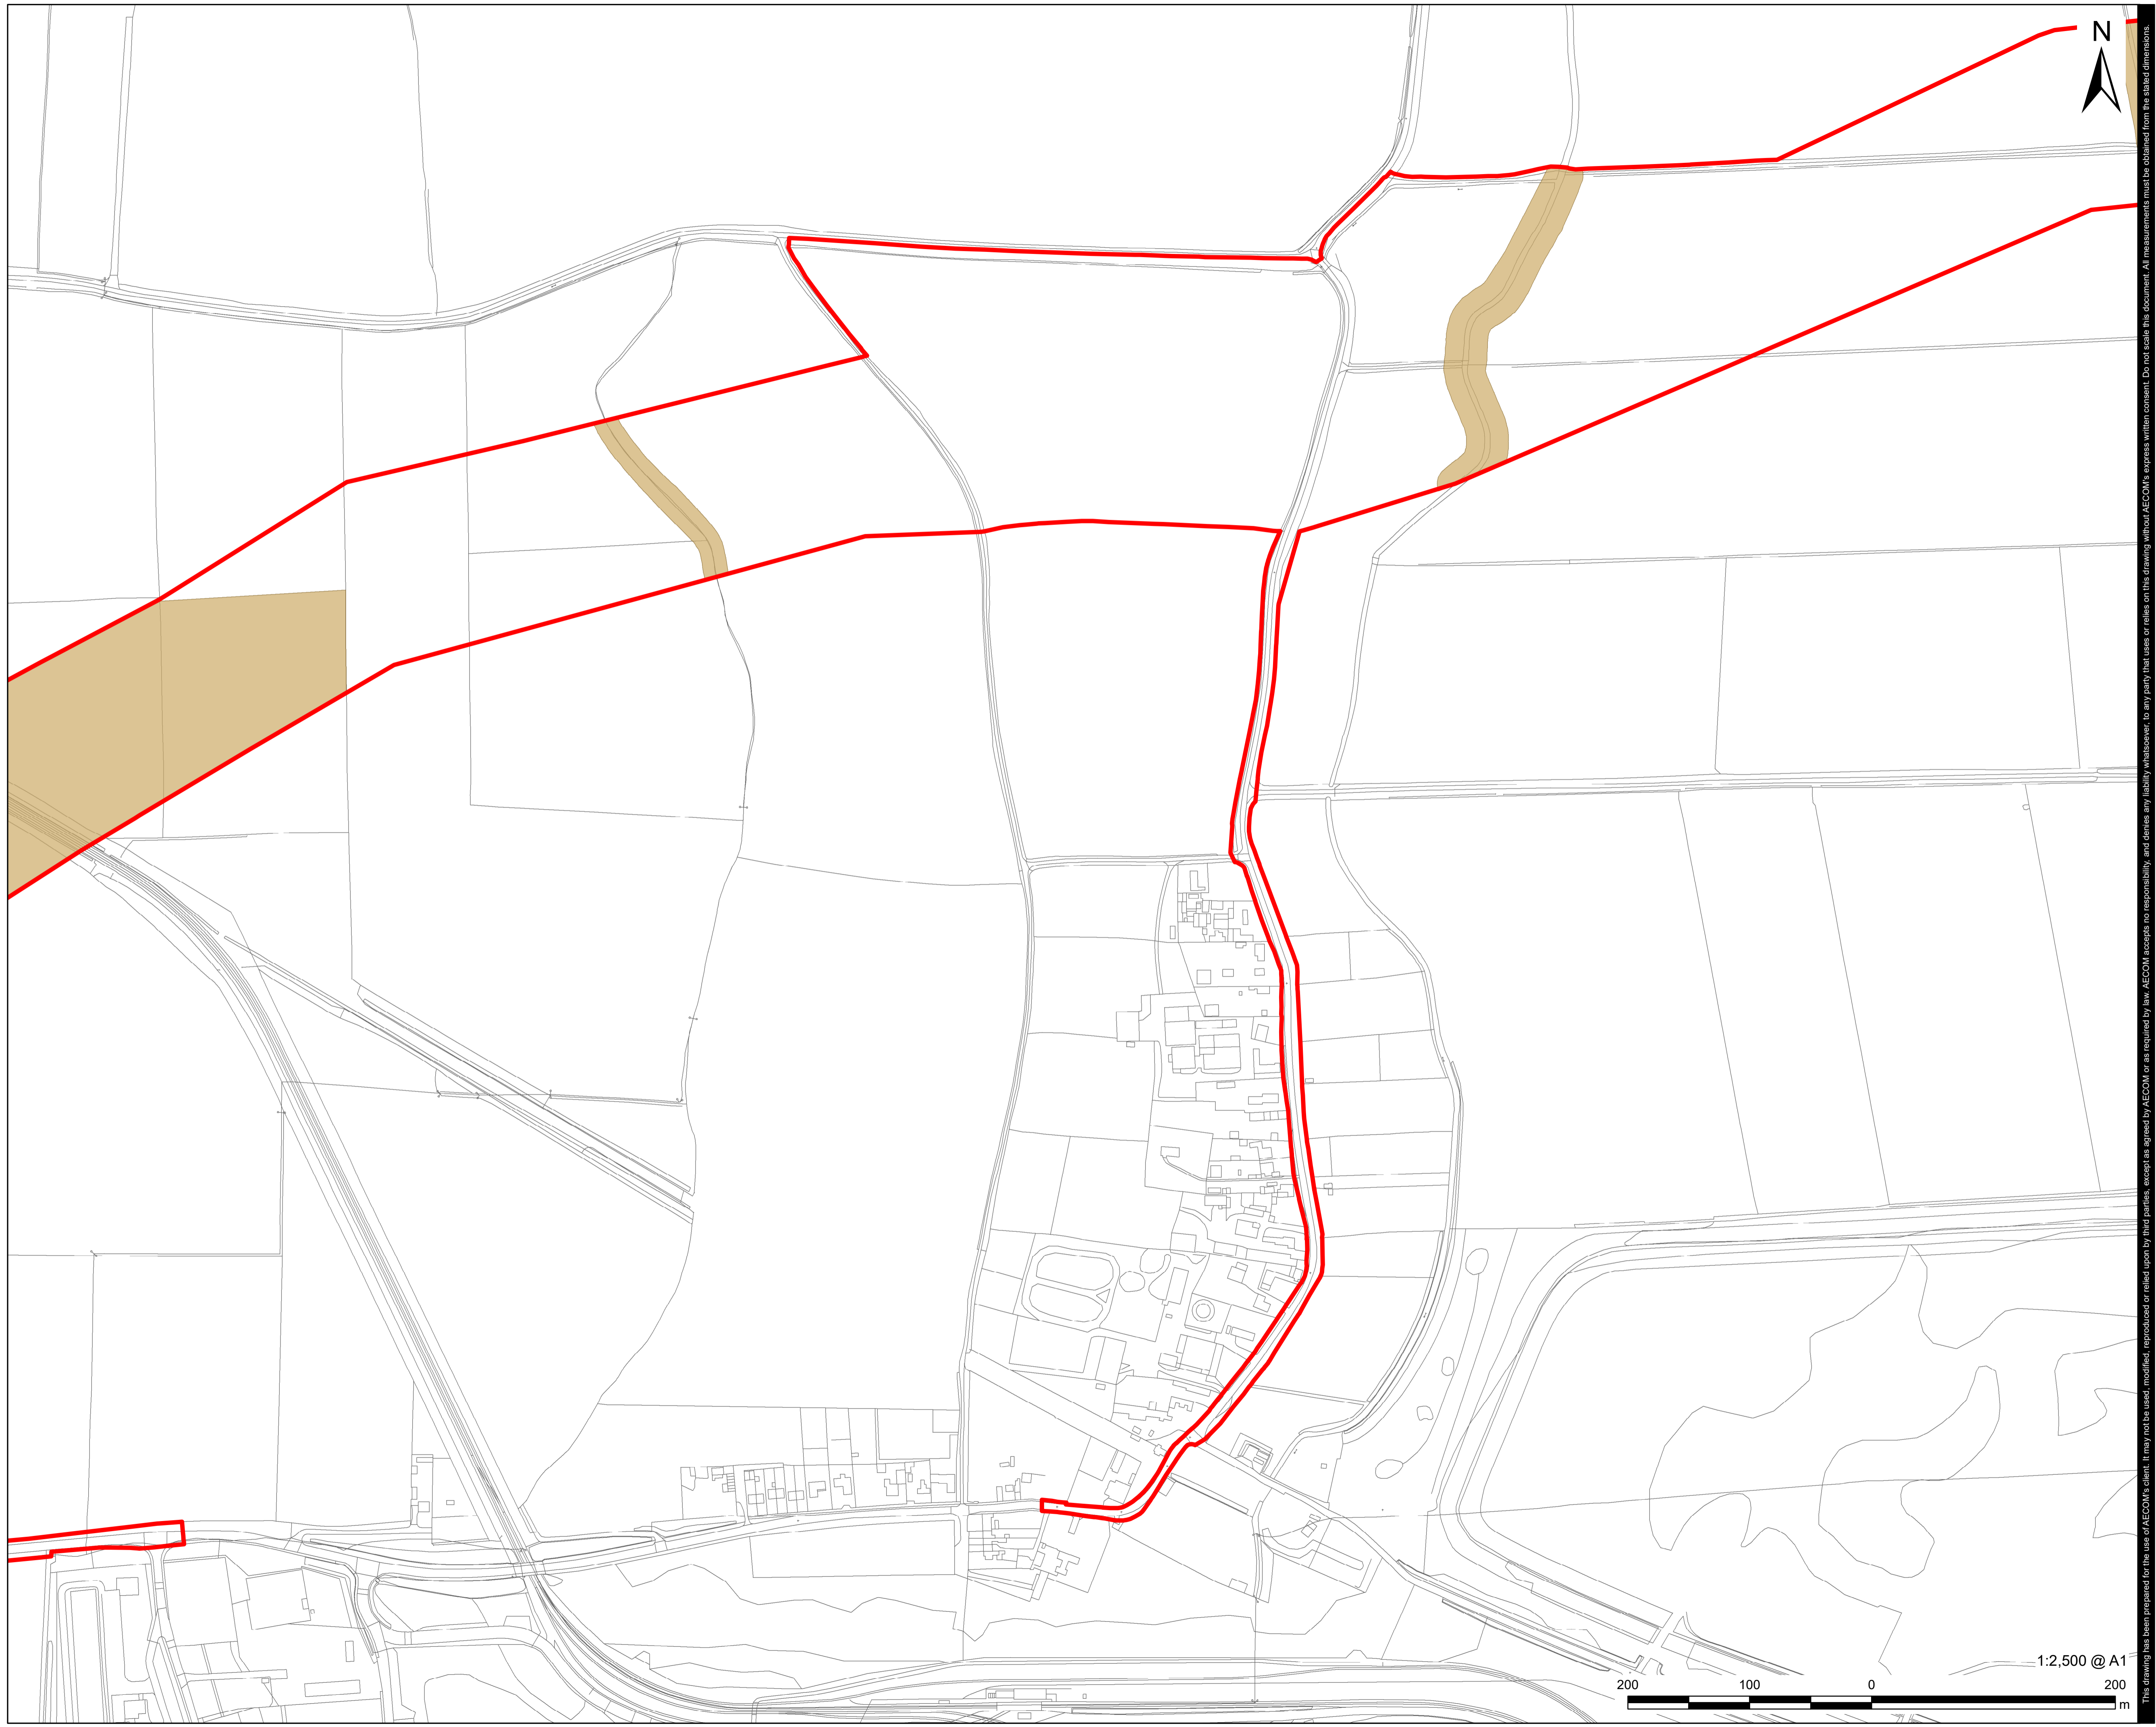 N
This drawing has been prepared for the use of AECOM's client. It may not be used, modified, reproduced or relied upon by third parties, except as agreed by AECOM or as required by law. AECOM accepts no responsibility, and denies any liability whatsoever, to any party that uses or relies on this drawing without AECOM's express written consent. Do not scale this document. All measurements must be obtained from the stated dimensions.
1:2,500 @ A1
200 100 0 200
m